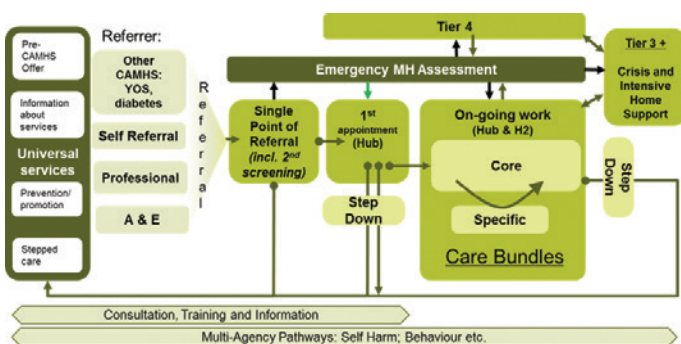 Pre-
CAMHS
Offer
Information
about
services
Universal
services
Prevention/
promotion
Stepped
care
Referrer:
Other
CAMHS:
YOS,
diabetes
Self Referral
Professional
A & E
Referral
Single
Point of
Referral
(incl. 2nd
screening)
1st
appointment
(Hub)
Step
Down
Tier 4
Emergency MH Assessment
On-going work
(Hub & H2)
Core
Specific
Care Bundles
Tier 3 +
Crisis and
Intensive
Home
Support
Step
Down
Consultation, Training and Information
Multi-Agency Pathways: Self Harm; Behaviour etc.